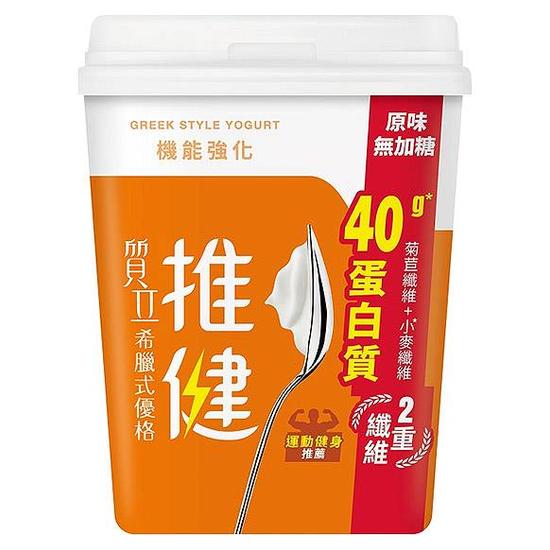 GREEK STYLE YOGURT
機能強化
質立希臘式優格
推健
原味
無加糖
40g*
蛋白質
菊苣纖維+小*麥纖維
2重
纖維
運動健身
推薦